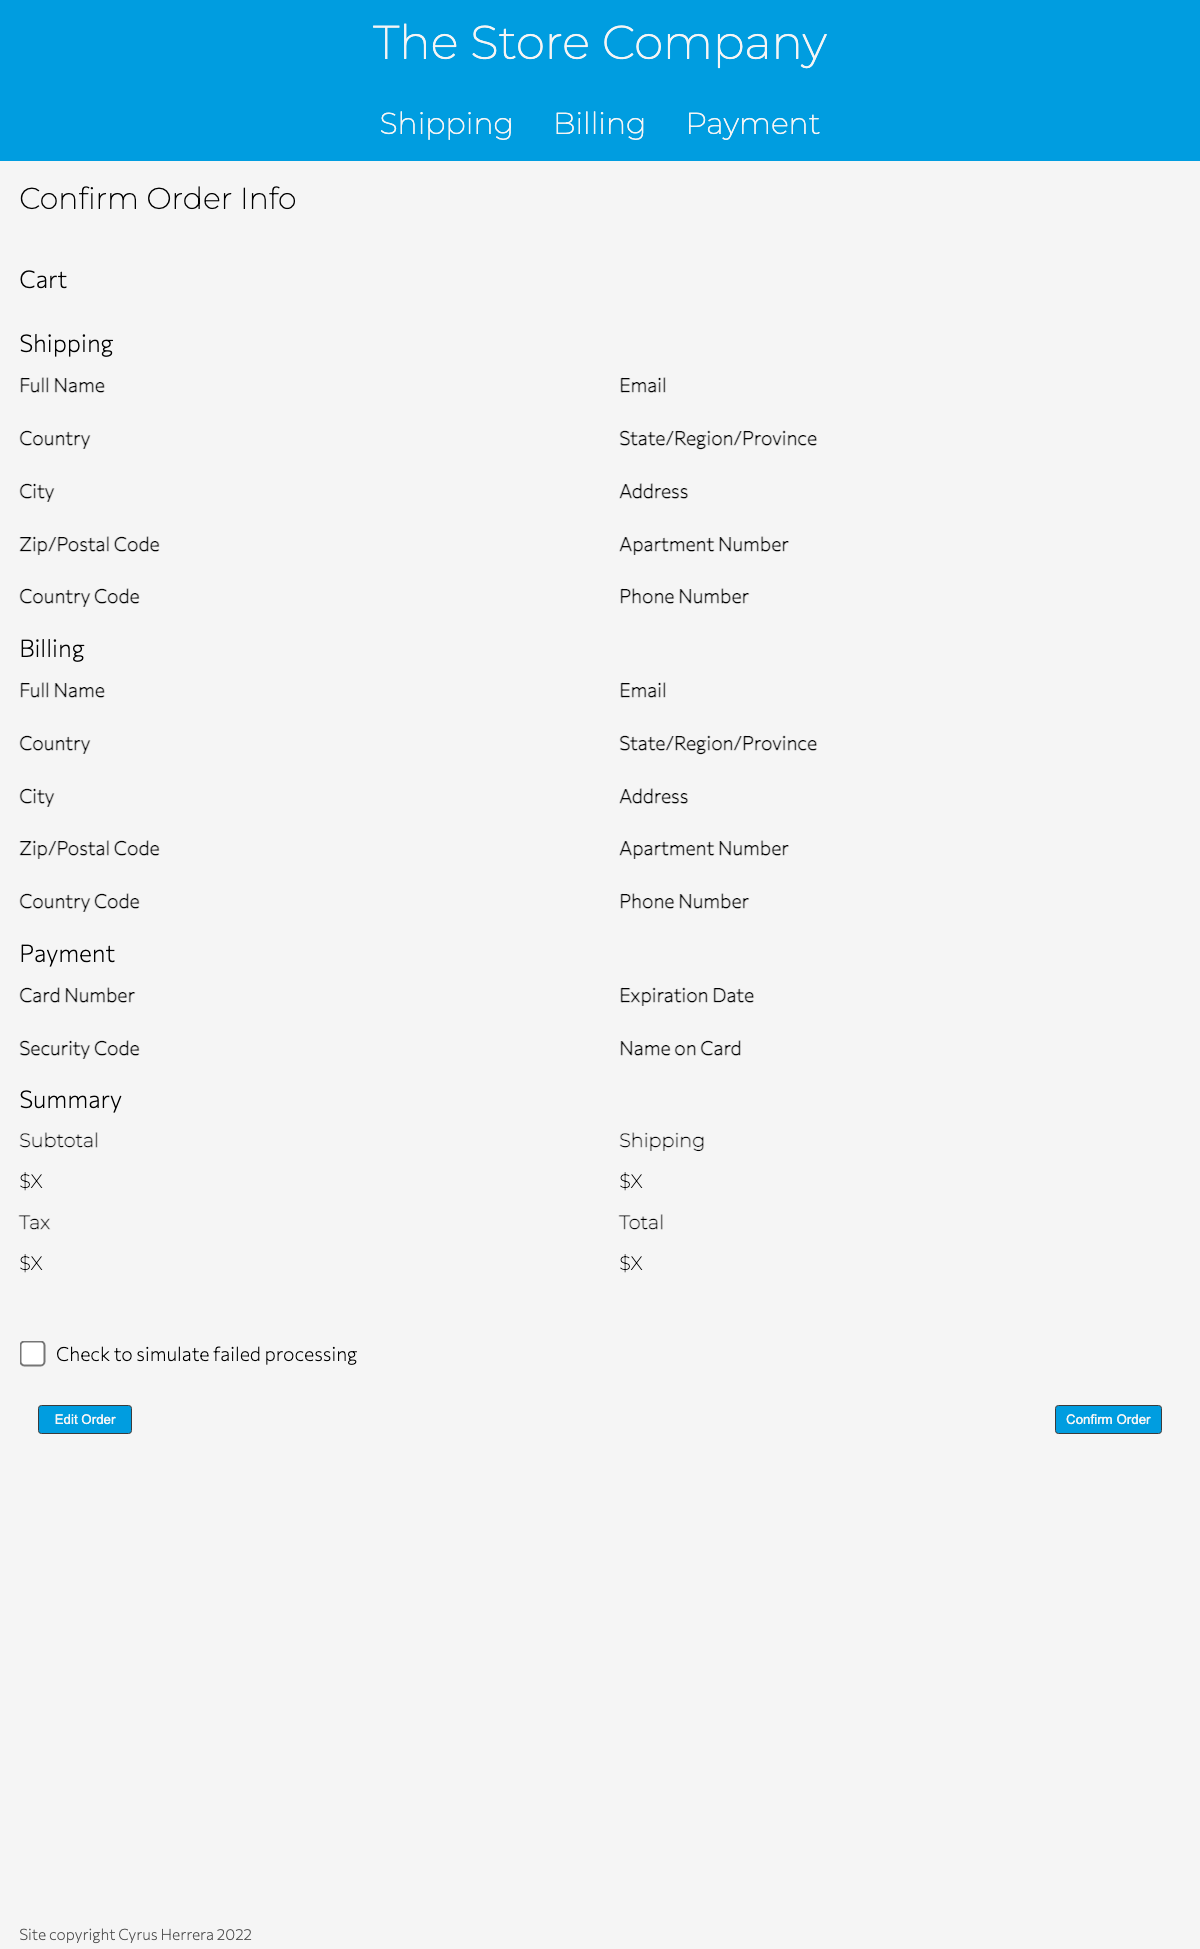 The Store Company
Shipping Billing Payment
Confirm Order Info
Cart
Shipping
Full Name Email
Country State/Region/Province
City Address
Zip/Postal Code Apartment Number
Country Code Phone Number
Billing
Full Name Email
Country State/Region/Province
City Address
Zip/Postal Code Apartment Number
Country Code Phone Number
Payment
Card Number Expiration Date
Security Code Name on Card
Summary
Subtotal Shipping
$X $X
Tax Total
$X $X
Check to simulate failed processing
Edit Order Confirm Order
Site copyright Cyrus Herrera 2022